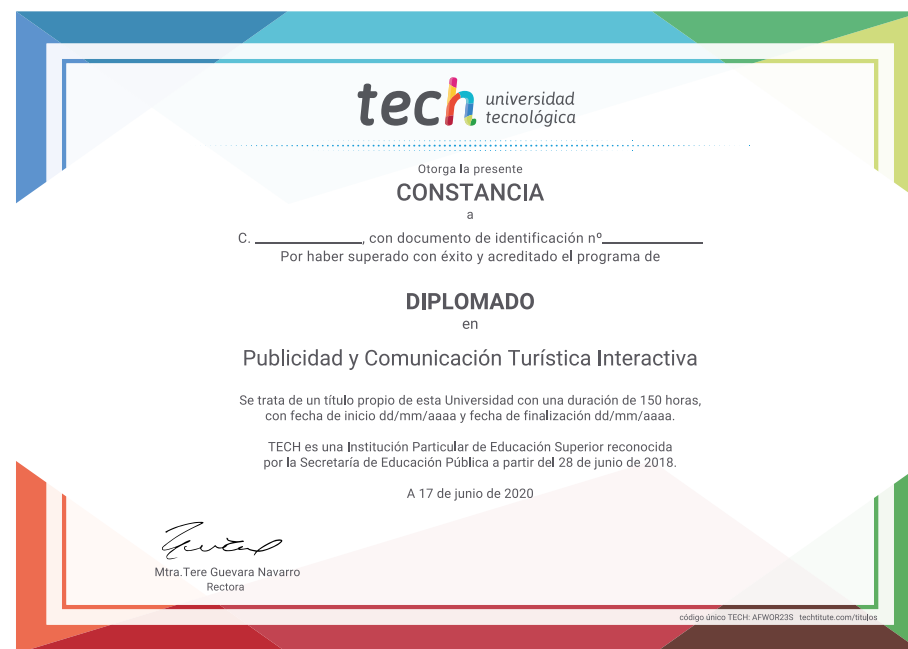 tech universidad
tecnológica
Otorga la presente
CONSTANCIA
a
C. ____________, con documento de identificación nº____________
Por haber superado con éxito y acreditado el programa de
DIPLOMADO
en
Publicidad y Comunicación Turística Interactiva
Se trata de un título propio de esta Universidad con una duración de 150 horas,
con fecha de inicio dd/mm/aaaa y fecha de finalización dd/mm/aaaa.
TECH es una Institución Particular de Educación Superior reconocida
por la Secretaría de Educación Pública a partir del 28 de junio de 2018.
A 17 de junio de 2020
Mtra.Tere Guevara Navarro
Rectora
código único TECH: AFWOR23S techtitute.com/titulos